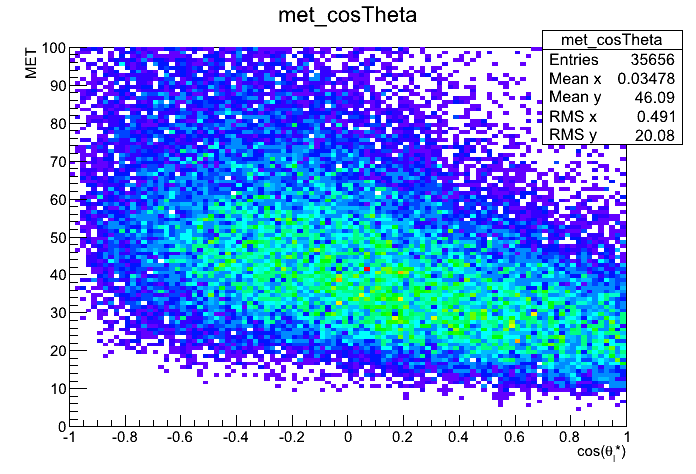 met_cosTheta
met_cosTheta
Entries 35656
Mean x 0.03478
Mean y 46.09
RMS x 0.491
RMS y 20.08
MET
100
90
80
70
60
50
40
30
20
10
0
-1 -0.8 -0.6 -0.4 -0.2 0 0.2 0.4 0.6 0.8 1
cos(θ_l*)